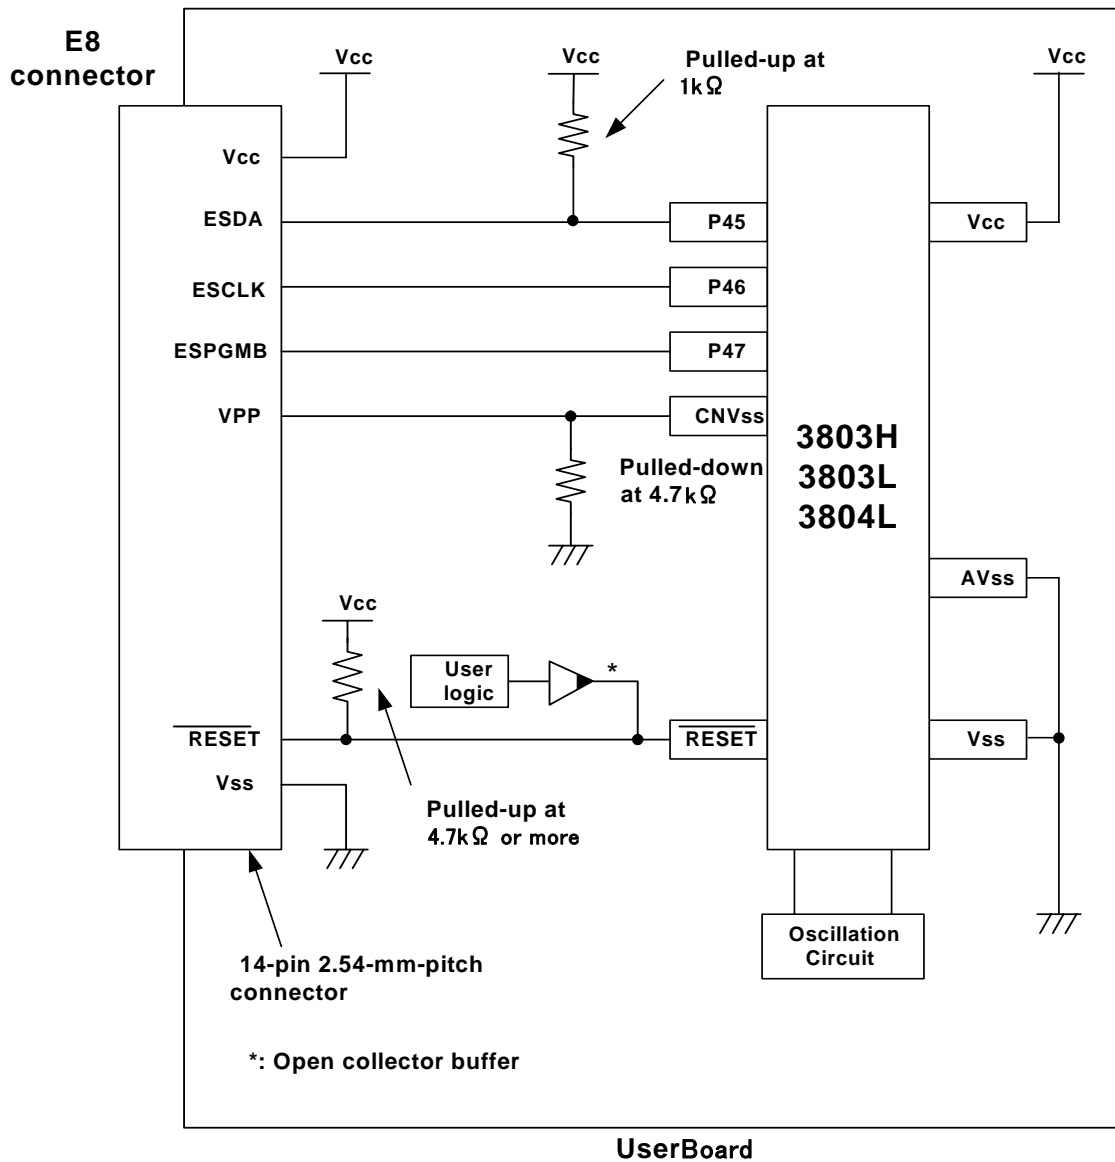 E8
connector
Vcc
Vcc
Pulled-up at
1kΩ
Vcc
Vcc
ESDA
P45
Vcc
ESCLK
P46
ESPGMB
P47
VPP
CNVss
3803H
3803L
3804L
Pulled-down
at 4.7kΩ
AVss
Vcc
User
logic
*
RESET
RESET
Vss
Vss
Pulled-up at
4.7kΩ or more
Oscillation
Circuit
14-pin 2.54-mm-pitch
connector
*: Open collector buffer
UserBoard